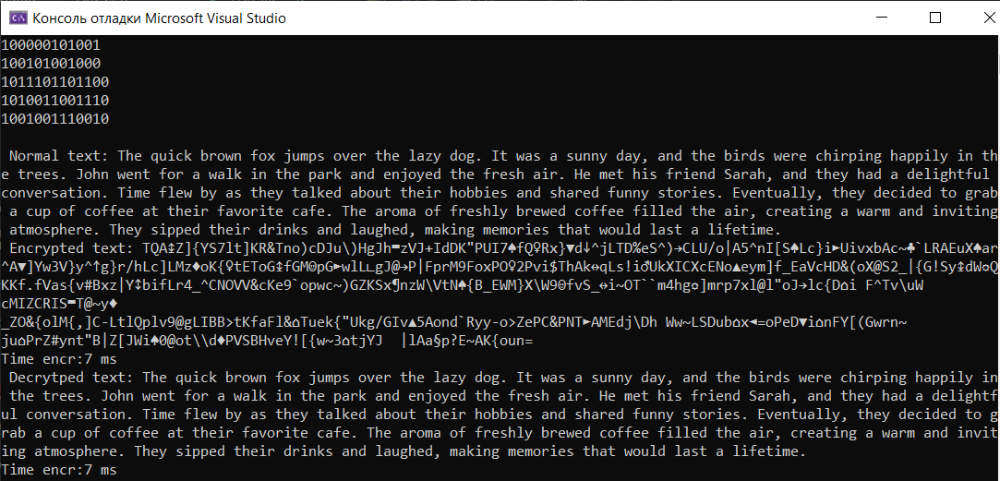 Консоль отладки Microsoft Visual Studio
100000101001
100101001000
1011101101100
1010011001110
1001001110010
Normal text: The quick brown fox jumps over the lazy dog. It was a sunny day, and the birds were chirping happily in th
e trees. John went for a walk in the park and enjoyed the fresh air. He met his friend Sarah, and they had a delightful
conversation. Time flew by as they talked about their hobbies and shared funny stories. Eventually, they decided to grab
a cup of coffee at their favorite cafe. The aroma of freshly brewed coffee filled the air, creating a warm and inviting
atmosphere. They sipped their drinks and laughed, making memories that would last a lifetime.
Encrypted text: TQA↨Z]{YS7lt]KR&Tno)cDJu\)HgJh▬zVJ+IdDK"PUI7♠fQ♀Rx}▼d↓^jLTD%eS^)→CLU/o|A5^nI[S♠Lc}i►UivxbAc~♣`LRAEuX♠ar
^A▼]Yw3V}y^↑g}r/hLc]LMz♦oK{♀tEToG‡fGM☺pG►wlL∟gJ@→P|FprM9FoxPO♀2Pvi$ThAk↔qLs!i♂UkXICXcENo▲eym]f_EaVcHD&(oX@S2_|{G!Sy‡dW☼Q
KKf.fVas{v#Bxz|Y‡bifLr4_^CNOVV&cKe9`opwc~)GZKSx¶nzW\VtN♠{B_EWM}X\W9☺fvS_↔i~OT``m4hg☼]mrp7xl@l"oJ→lc{D⌂i F^Tv\uW
cMIZCRIS▬T@~y♦
_ZO&{olM{,]C-LtlQplv9@gLIBB>tKfaFl&⌂Tuek{"Ukg/GIv▲5Aond`Ryy-o>ZePC&PNT►AMEdj\Dh Ww~LSDub⌂x◄=oPeD▼i⌂nFY[(Gwrn~
ju⌂PrZ#ynt"B|Z[JWi♠0@ot\\d♦PVSBHveY![{w~3⌂tjYJ  |lAa§p?E~AK{oun=
Time encr:7 ms
Decrytped text: The quick brown fox jumps over the lazy dog. It was a sunny day, and the birds were chirping happily in
the trees. John went for a walk in the park and enjoyed the fresh air. He met his friend Sarah, and they had a delightf
ul conversation. Time flew by as they talked about their hobbies and shared funny stories. Eventually, they decided to g
rab a cup of coffee at their favorite cafe. The aroma of freshly brewed coffee filled the air, creating a warm and invit
ing atmosphere. They sipped their drinks and laughed, making memories that would last a lifetime.
Time encr:7 ms